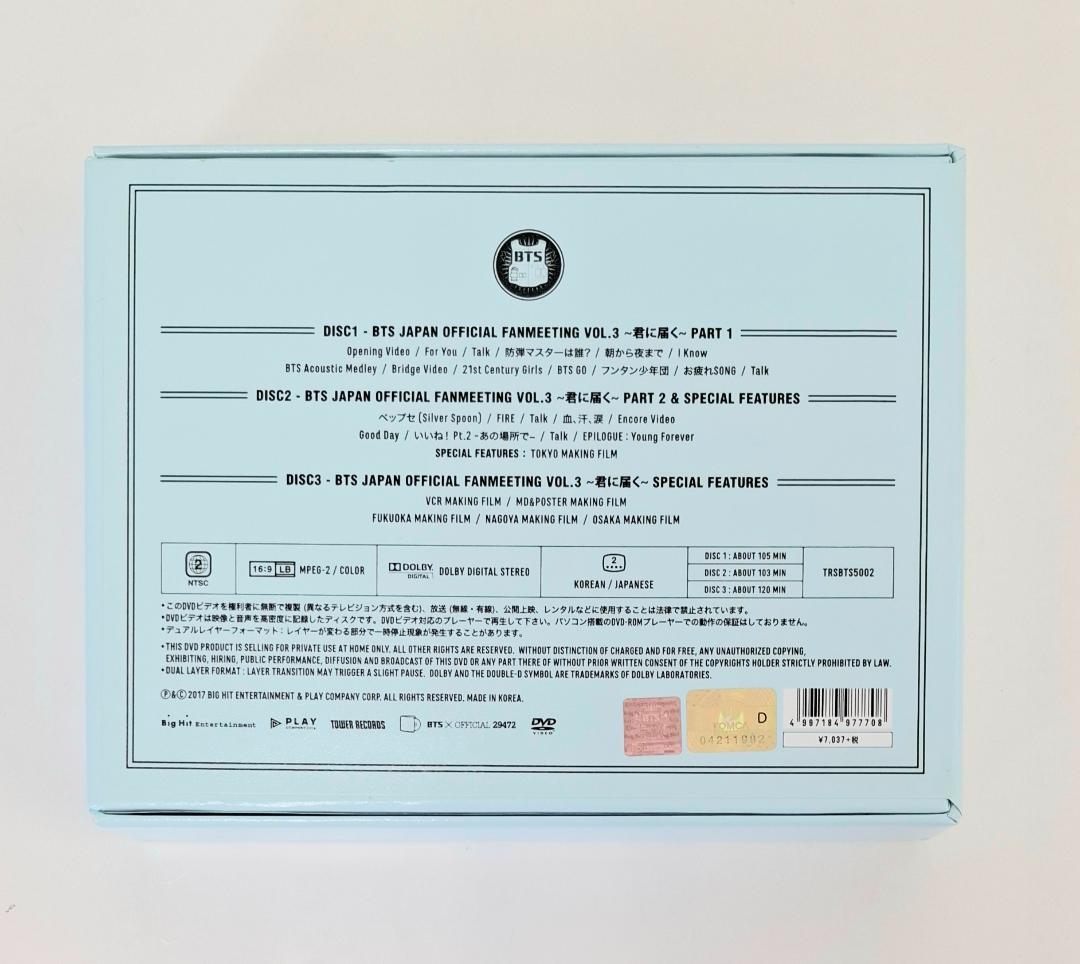 BTS
DISC1 - BTS JAPAN OFFICIAL FANMEETING VOL.3 ~君に届く~ PART 1
Opening Video / For You / Talk / 防弾マスターは誰? / 朝から夜まで / I Know
BTS Acoustic Medley / Bridge Video / 21st Century Girls / BTS GO / フンタン少年団 / お疲れSONG / Talk
DISC2 - BTS JAPAN OFFICIAL FANMEETING VOL.3 ~君に届く~ PART 2 & SPECIAL FEATURES
ペップセ (Silver Spoon) / FIRE / Talk / 血、汗、涙 / Encore Video
Good Day / いいね! Pt.2 -あの場所で- / Talk / EPILOGUE : Young Forever
SPECIAL FEATURES : TOKYO MAKING FILM
DISC3 - BTS JAPAN OFFICIAL FANMEETING VOL.3 ~君に届く~ SPECIAL FEATURES
VCR MAKING FILM / MD&POSTER MAKING FILM
FUKUOKA MAKING FILM / NAGOYA MAKING FILM / OSAKA MAKING FILM
2 NTSC
16:9 LB MPEG-2 / COLOR
DOLBY DIGITAL DOLBY DIGITAL STEREO
2 KOREAN / JAPANESE
DISC 1 : ABOUT 105 MIN
DISC 2 : ABOUT 103 MIN
DISC 3 : ABOUT 120 MIN
TRSBTS5002
•このDVDビデオを権利者に無断で複製 (異なるテレビジョン方式を含む)、放送 (無線・有線)、公開上映、レンタルなどに使用することは法律で禁止されています。
•DVDビデオは映像と音声を高密度に記録したディスクです。DVDビデオ対応のプレーヤーで再生して下さい。パソコン搭載のDVD-ROMプレーヤーでの動作の保証はしておりません。
•デュアルレイヤーフォーマット：レイヤーが変わる部分で一時停止現象が発生することがあります。
•THIS DVD PRODUCT IS SELLING FOR PRIVATE USE AT HOME ONLY. ALL OTHER RIGHTS ARE RESERVED. WITHOUT DISTINCTION OF CHARGED AND FOR FREE, ANY UNAUTHORIZED COPYING,
EXHIBITING, HIRING, PUBLIC PERFORMANCE, DIFFUSION AND BROADCAST OF THIS DVD OR ANY PART THERE OF WITHOUT PRIOR WRITTEN CONSENT OF THE COPYRIGHTS HOLDER STRICTLY PROHIBITED BY LAW.
•DUAL LAYER FORMAT : LAYER TRANSITION MAY TRIGGER A SLIGHT PAUSE. DOLBY AND THE DOUBLE-D SYMBOL ARE TRADEMARKS OF DOLBY LABORATORIES.
Ⓟ&Ⓒ 2017 BIG HIT ENTERTAINMENT & PLAY COMPANY CORP. ALL RIGHTS RESERVED. MADE IN KOREA.
Big Hit Entertainment PLAY COMPANY CORP. TOWER RECORDS BTS × OFFICIAL 29472 DVD VIDEO
BTS
D
04211992
4 997184 977708
¥7,037+税